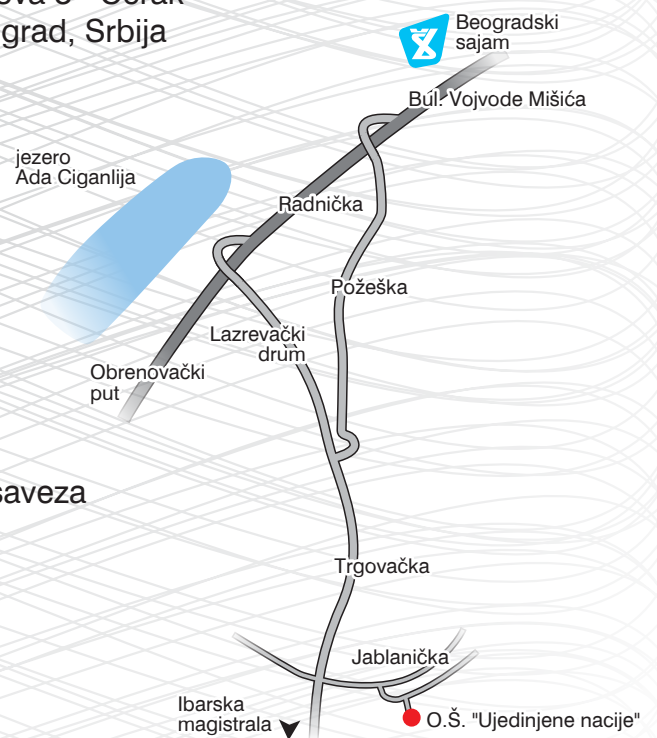 grad, Srbija
Beogradski
sajam
Bul. Vojvode Mišića
jezero
Ada Ciganlija
Radnička
Požeška
Lazrevački
drum
Obrenovački
put
saveza
Trgovačka
Jablanička
Ibarska
magistrala
O.Š. "Ujedinjene nacije"